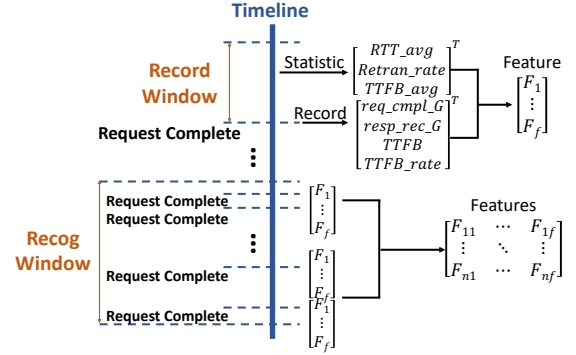 Timeline
Statistic
RTT_avg
Retran_rate
TTFB_avg
T
Feature
F1
⋮
Ff
Record
Window
Record
req_cmpl_G
resp_rec_G
TTFB
TTFB_rate
T
Request Complete
⋮
Request Complete
Request Complete
F1
⋮
Ff
Features
F11 ⋯ F1f
⋮ ⋱ ⋮
Fn1 ⋯ Fnf
Recog
Window
⋮
Request Complete
F1
⋮
Ff
Request Complete
F1
⋮
Ff